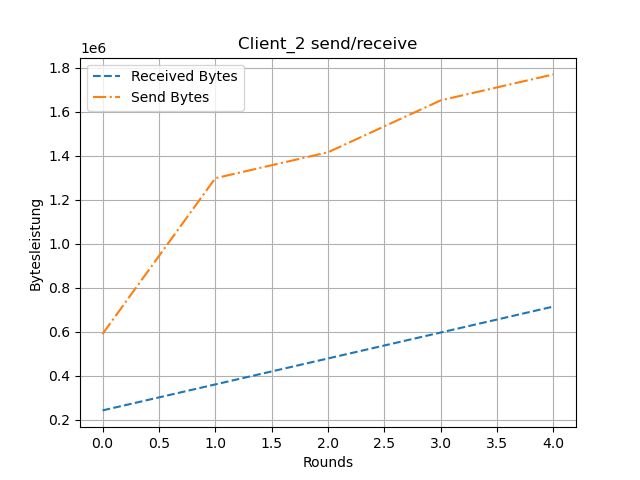 Client_2 send/receive
1e6
Received Bytes
Send Bytes
1.8
1.6
1.4
1.2
1.0
0.8
0.6
0.4
0.2
Bytesleistung
0.0 0.5 1.0 1.5 2.0 2.5 3.0 3.5 4.0
Rounds